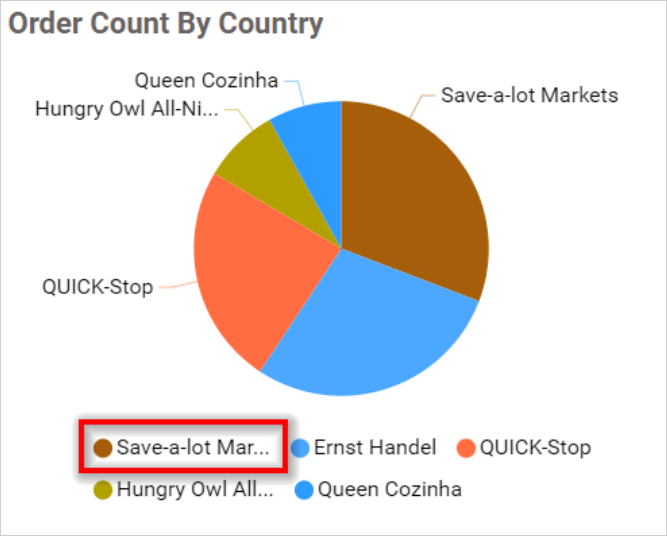 Order Count By Country
Queen Cozinha
Save-a-lot Markets
Hungry Owl All-Ni...
QUICK-Stop
Save-a-lot Mar... Ernst Handel QUICK-Stop
Hungry Owl All... Queen Cozinha